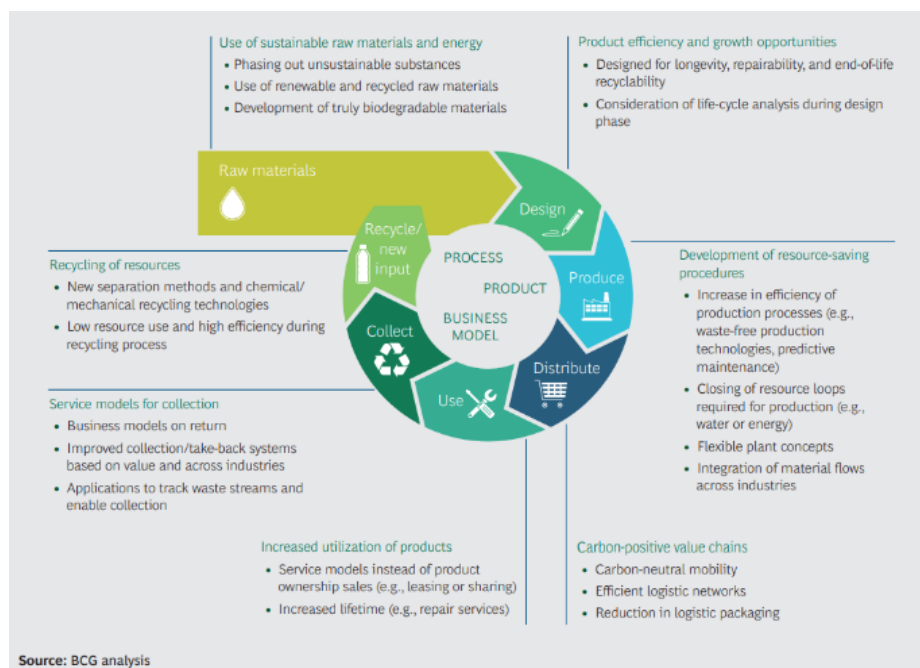 Use of sustainable raw materials and energy
• Phasing out unsustainable substances
• Use of renewable and recycled raw materials
• Development of truly biodegradable materials
Product efficiency and growth opportunities
• Designed for longevity, repairability, and end-of-life
recyclability
• Consideration of life-cycle analysis during design
phase
Raw materials
Design
Recycle/
new
input
PROCESS
PRODUCT
BUSINESS
MODEL
Produce
Collect
Distribute
Use
Recycling of resources
• New separation methods and chemical/
mechanical recycling technologies
• Low resource use and high efficiency during
recycling process
Development of resource-saving
procedures
• Increase in efficiency of
production processes (e.g.,
waste-free production
technologies, predictive
maintenance)
• Closing of resource loops
required for production (e.g.,
water or energy)
• Flexible plant concepts
• Integration of material flows
across industries
Service models for collection
• Business models on return
• Improved collection/take-back systems
based on value and across industries
• Applications to track waste streams and
enable collection
Increased utilization of products
• Service models instead of product
ownership sales (e.g., leasing or sharing)
• Increased lifetime (e.g., repair services)
Carbon-positive value chains
• Carbon-neutral mobility
• Efficient logistic networks
• Reduction in logistic packaging
Source: BCG analysis